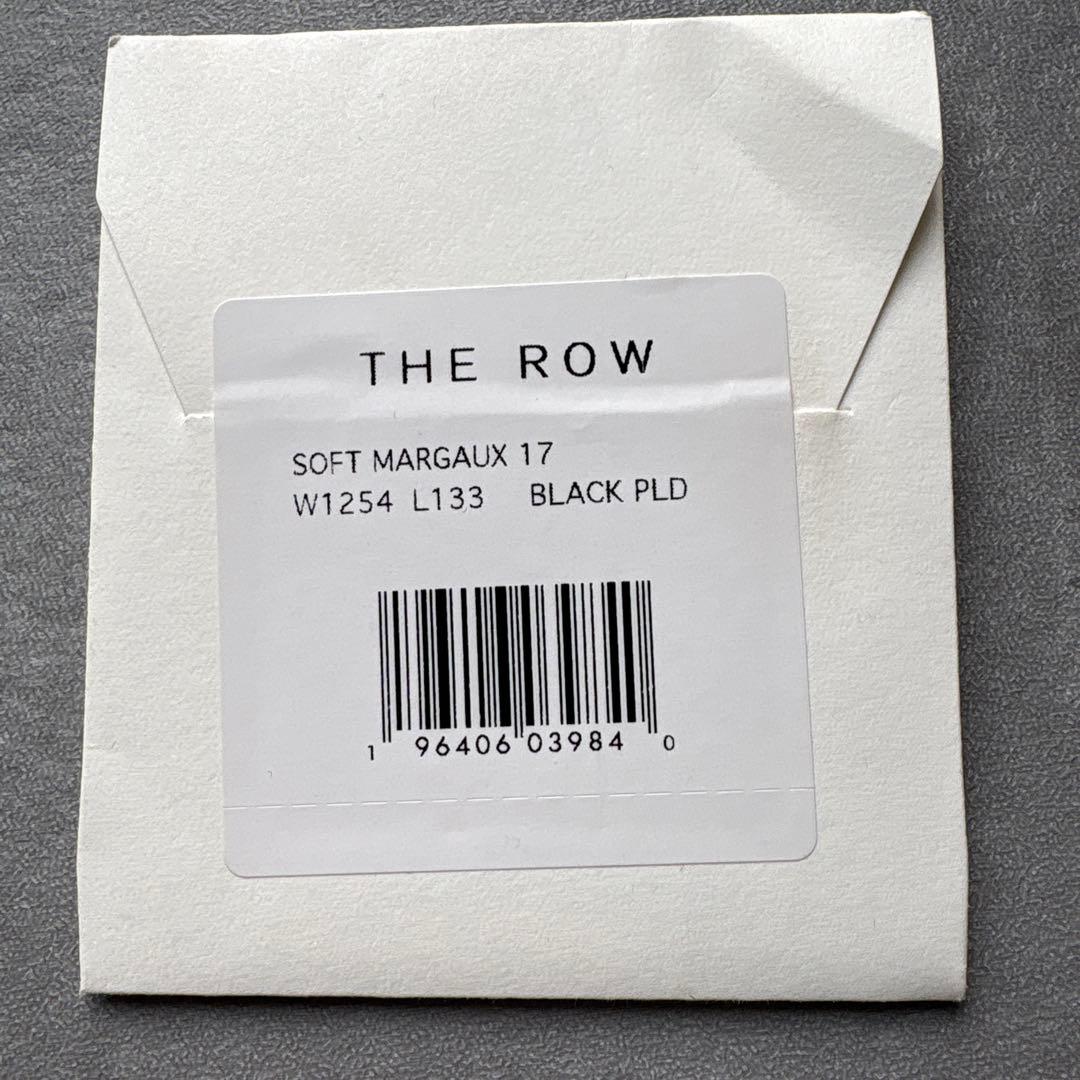 THE ROW
SOFT MARGAUX 17
W1254 L133 BLACK PLD
1 96406 03984 0